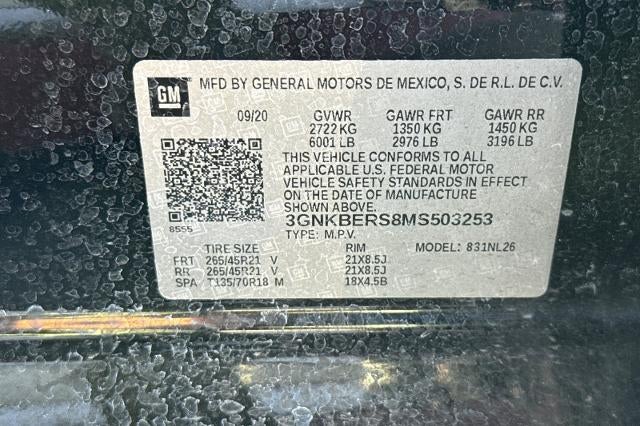 GM MFD BY GENERAL MOTORS DE MEXICO, S. DE R.L. DE C.V.
09/20 GVWR GAWR FRT GAWR RR
2722 KG 1350 KG 1450 KG
6001 LB 2976 LB 3196 LB
THIS VEHICLE CONFORMS TO ALL
APPLICABLE U.S. FEDERAL MOTOR
VEHICLE SAFETY STANDARDS IN EFFECT
ON THE DATE OF MANUFACTURE
SHOWN ABOVE.
8555 3GNKBERS8MS503253
TYPE: M.P.V. MODEL: 831NL26
TIRE SIZE RIM
FRT 265/45R21 V 21X8.5J
RR 265/45R21 V 21X8.5J
SPA T135/70R18 M 18X4.5B